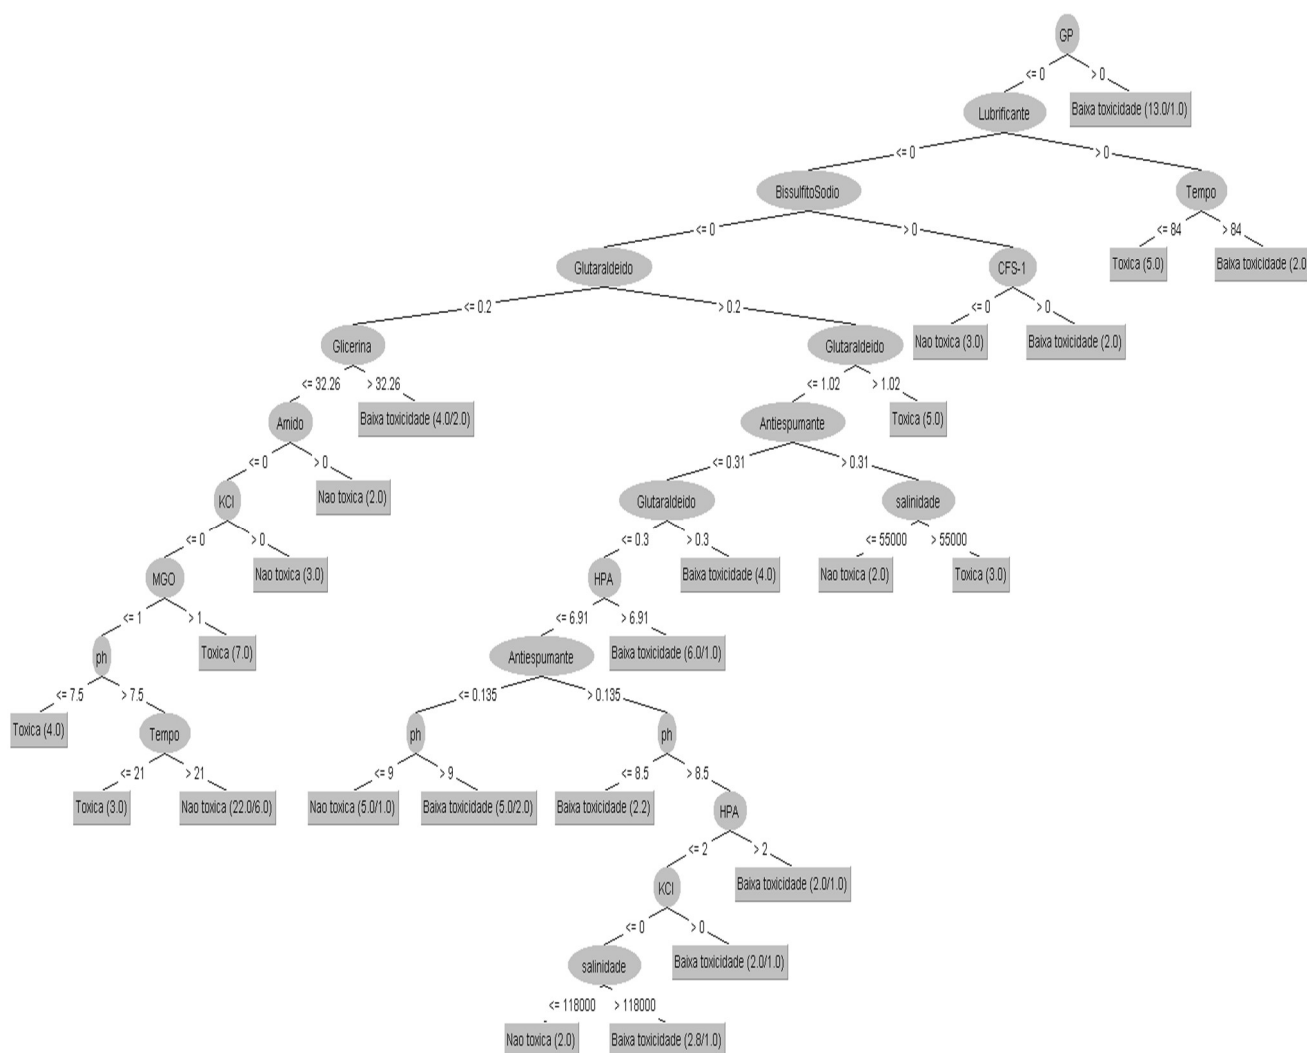 GP
<= 0 > 0
Lubrificante Baixa toxicidade (13.0/1.0)
<= 0 > 0
BissulfitoSodio Tempo
<= 0 > 0 <= 84 > 84
Glutaraldeido CFS-1 Toxica (5.0) Baixa toxicidade (2.0
<= 0.2 > 0.2 <= 0 > 0
Glicerina Glutaraldeido Nao toxica (3.0) Baixa toxicidade (2.0)
<= 32.26 > 32.26 <= 1.02 > 1.02
Amido Baixa toxicidade (4.0/2.0) Antiespumante Toxica (5.0)
<= 0 > 0 <= 0.31 > 0.31
KCl Nao toxica (2.0) Glutaraldeido salinidade
<= 0 > 0 <= 0.3 > 0.3 <= 55000 > 55000
MGO Nao toxica (3.0) HPA Baixa toxicidade (4.0) Nao toxica (2.0) Toxica (3.0)
<= 1 > 1 <= 6.91 > 6.91
ph Toxica (7.0) Antiespumante Baixa toxicidade (6.0/1.0)
<= 7.5 > 7.5 <= 0.135 > 0.135
Toxica (4.0) Tempo ph ph
<= 21 > 21 <= 9 > 9 <= 8.5 > 8.5
Toxica (3.0) Nao toxica (22.0/6.0) Nao toxica (5.0/1.0) Baixa toxicidade (5.0/2.0) Baixa toxicidade (2.2) HPA
<= 2 > 2
KCl Baixa toxicidade (2.0/1.0)
<= 0 > 0
salinidade Baixa toxicidade (2.0/1.0)
<= 118000 > 118000
Nao toxica (2.0) Baixa toxicidade (2.8/1.0)